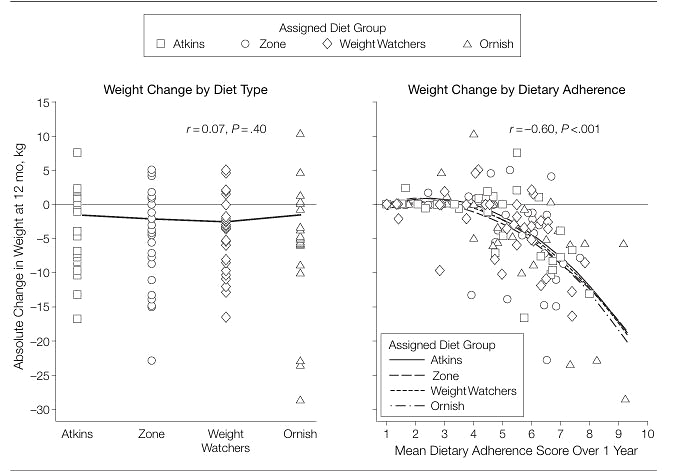 Assigned Diet Group
Atkins Zone Weight Watchers Ornish
Weight Change by Diet Type
r = 0.07, P = .40
Absolute Change in Weight at 12 mo, kg
15
10
5
0
−5
−10
−15
−20
−25
−30
Atkins Zone Weight Watchers Ornish
Weight Change by Dietary Adherence
r = −0.60, P <.001
Assigned Diet Group
Atkins
Zone
Weight Watchers
Ornish
1 2 3 4 5 6 7 8 9 10
Mean Dietary Adherence Score Over 1 Year